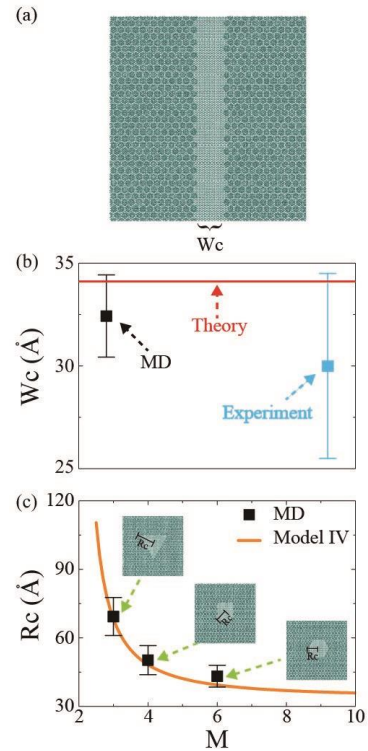 (a)
Wc
(b)
35
30
25
Wc (Å)
Theory
MD
Experiment
(c)
120
90
60
30
Rc (Å)
MD
Model IV
Rc
Rc
Rc
2 4 6 8 10
M